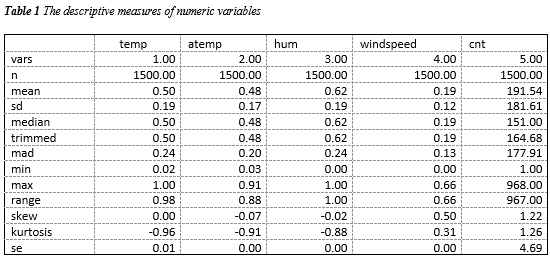 Table 1 The descriptive measures of numeric variables
temp atemp hum windspeed cnt
vars 1.00 2.00 3.00 4.00 5.00
n 1500.00 1500.00 1500.00 1500.00 1500.00
mean 0.50 0.48 0.62 0.19 191.54
sd 0.19 0.17 0.19 0.12 181.61
median 0.50 0.48 0.62 0.19 151.00
trimmed 0.50 0.48 0.62 0.19 164.68
mad 0.24 0.20 0.24 0.13 177.91
min 0.02 0.03 0.00 0.00 1.00
max 1.00 0.91 1.00 0.66 968.00
range 0.98 0.88 1.00 0.66 967.00
skew 0.00 -0.07 -0.02 0.50 1.22
kurtosis -0.96 -0.91 -0.88 0.31 1.26
se 0.01 0.00 0.00 0.00 4.69